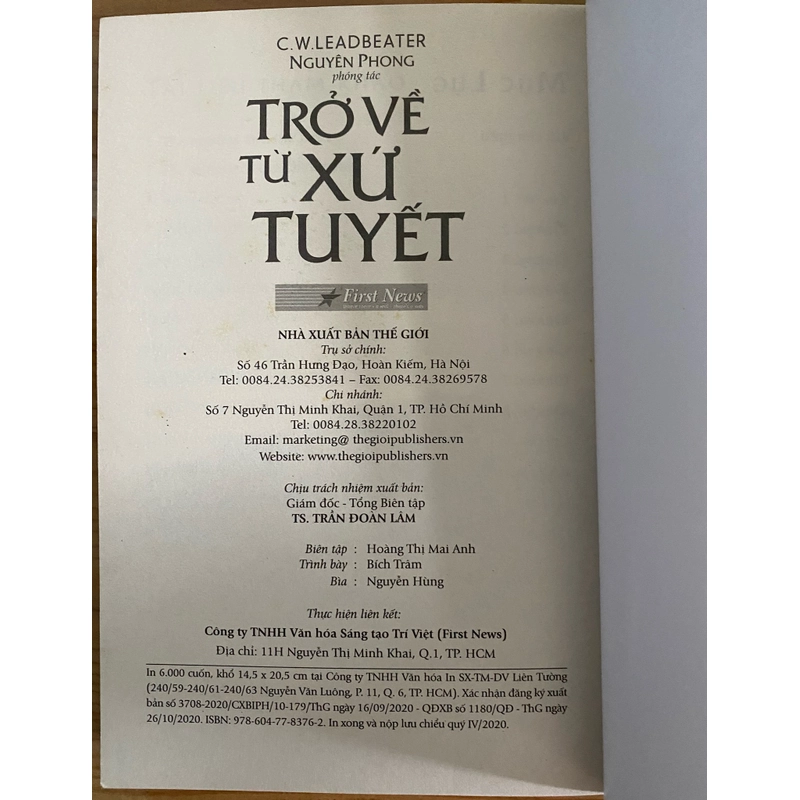 C.W.LEADBEATER
NGUYÊN PHONG
phóng tác
TRỞ VỀ
TỪ XỨ
TUYẾT
First News
NHÀ XUẤT BẢN THẾ GIỚI
Trụ sở chính:
Số 46 Trần Hưng Đạo, Hoàn Kiếm, Hà Nội
Tel: 0084.24.38253841 – Fax: 0084.24.38269578
Chi nhánh:
Số 7 Nguyễn Thị Minh Khai, Quận 1, TP. Hồ Chí Minh
Tel: 0084.28.38220102
Email: marketing@ thegioipublishers.vn
Website: www.thegioipublishers.vn
Chịu trách nhiệm xuất bản:
Giám đốc - Tổng Biên tập
TS. TRẦN ĐOÀN LÂM
Biên tập : Hoàng Thị Mai Anh
Trình bày : Bích Trâm
Bìa : Nguyễn Hùng
Thực hiện liên kết:
Công ty TNHH Văn hóa Sáng tạo Trí Việt (First News)
Địa chỉ: 11H Nguyễn Thị Minh Khai, Q.1, TP. HCM
In 6.000 cuốn, khổ 14,5 x 20,5 cm tại Công ty TNHH Văn hóa In SX-TM-DV Liên Tường
(240/59-240/61-240/63 Nguyễn Văn Luông, P. 11, Q. 6, TP. HCM). Xác nhận đăng ký xuất
bản số 3708-2020/CXBIPH/10-179/ThG ngày 16/09/2020 - QĐXB số 1180/QĐ - ThG ngày
26/10/2020. ISBN: 978-604-77-8376-2. In xong và nộp lưu chiểu quý IV/2020.